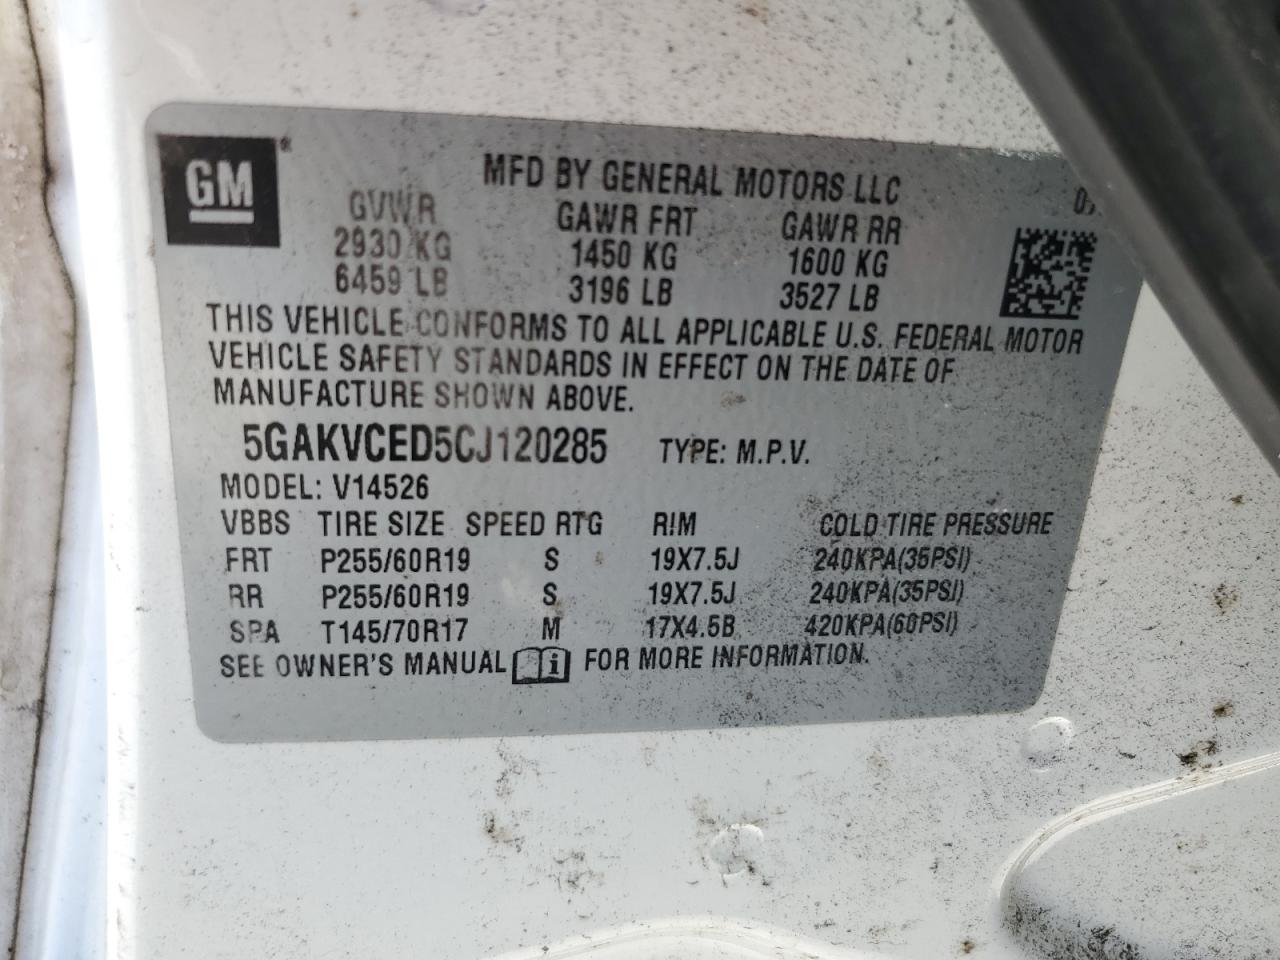 GM ®
MFD BY GENERAL MOTORS LLC
GVWR GAWR FRT GAWR RR
2930 KG 1450 KG 1600 KG
6459 LB 3196 LB 3527 LB
THIS VEHICLE CONFORMS TO ALL APPLICABLE U.S. FEDERAL MOTOR
VEHICLE SAFETY STANDARDS IN EFFECT ON THE DATE OF
MANUFACTURE SHOWN ABOVE.
5GAKVCED5CJ120285 TYPE: M.P.V.
MODEL: V14526
VBBS TIRE SIZE SPEED RTG RIM COLD TIRE PRESSURE
FRT P255/60R19 S 19X7.5J 240KPA(35PSI)
RR P255/60R19 S 19X7.5J 240KPA(35PSI)
SPA T145/70R17 M 17X4.5B 420KPA(60PSI)
SEE OWNER'S MANUAL i FOR MORE INFORMATION.